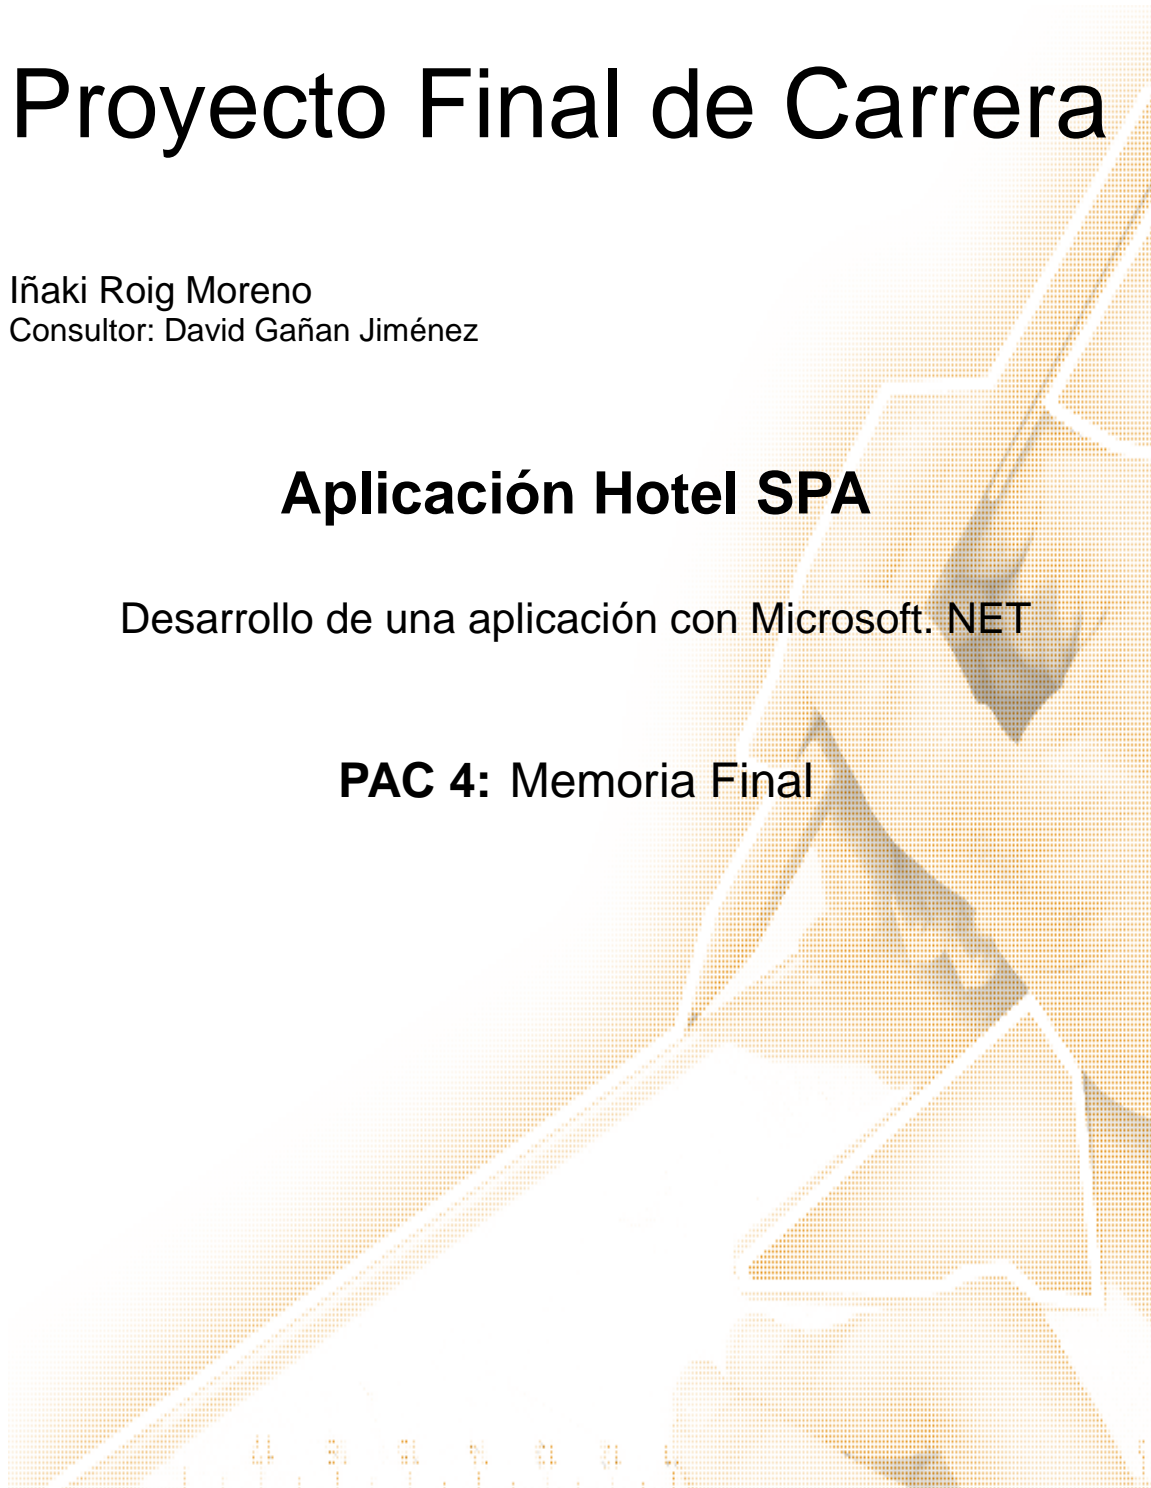 Proyecto Final de Carrera
Iñaki Roig Moreno
Consultor: David Gañan Jiménez
Aplicación Hotel SPA
Desarrollo de una aplicación con Microsoft. NET
PAC 4: Memoria Final